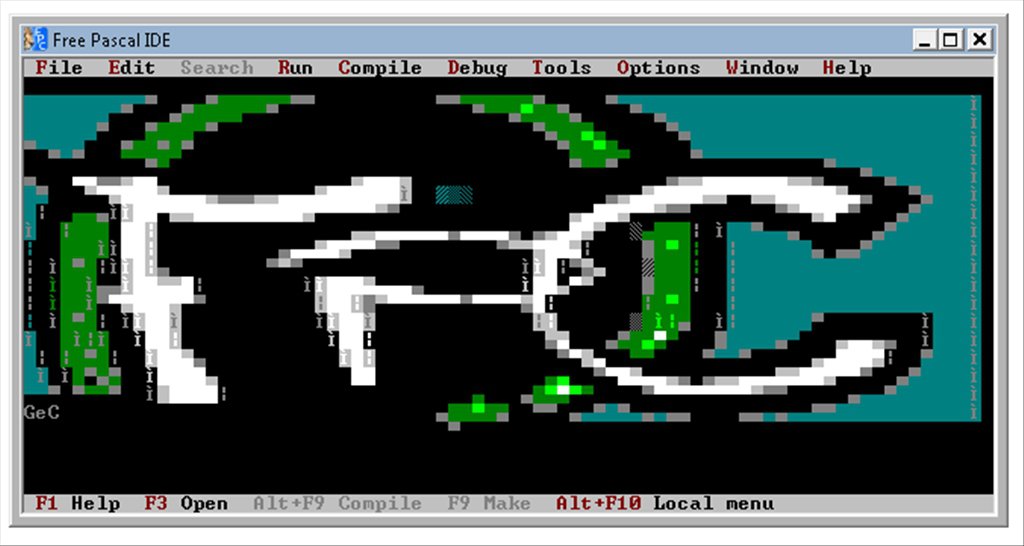 Free Pascal IDE
File Edit Search Run Compile Debug Tools Options Window Help
FPC
GeC
F1 Help F3 Open Alt+F9 Compile F9 Make Alt+F10 Local menu